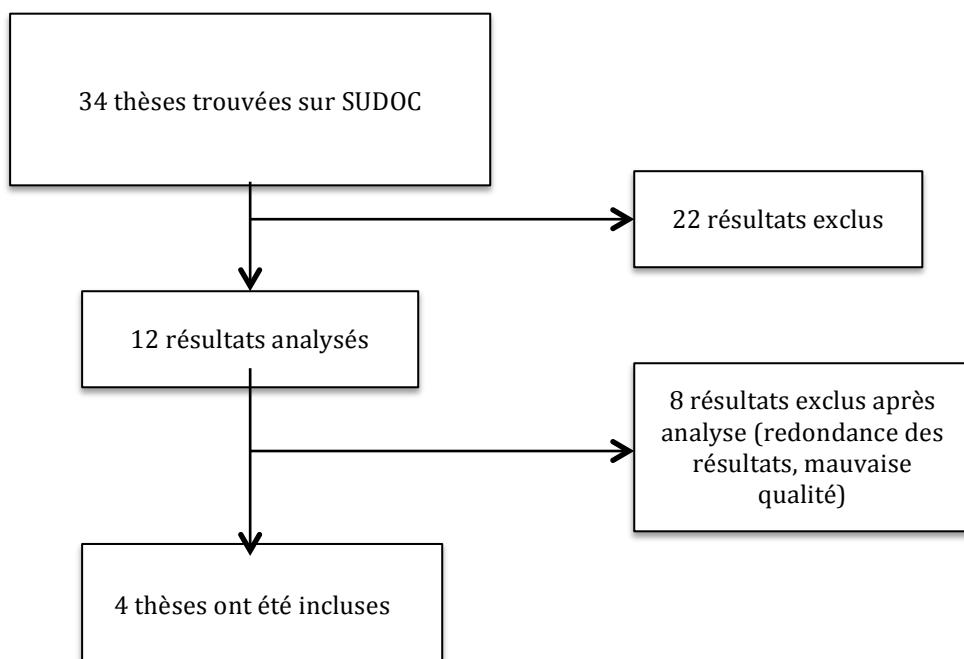 34 thèses trouvées sur SUDOC
22 résultats exclus
12 résultats analysés
8 résultats exclus après
analyse (redondance des
résultats, mauvaise
qualité)
4 thèses ont été incluses